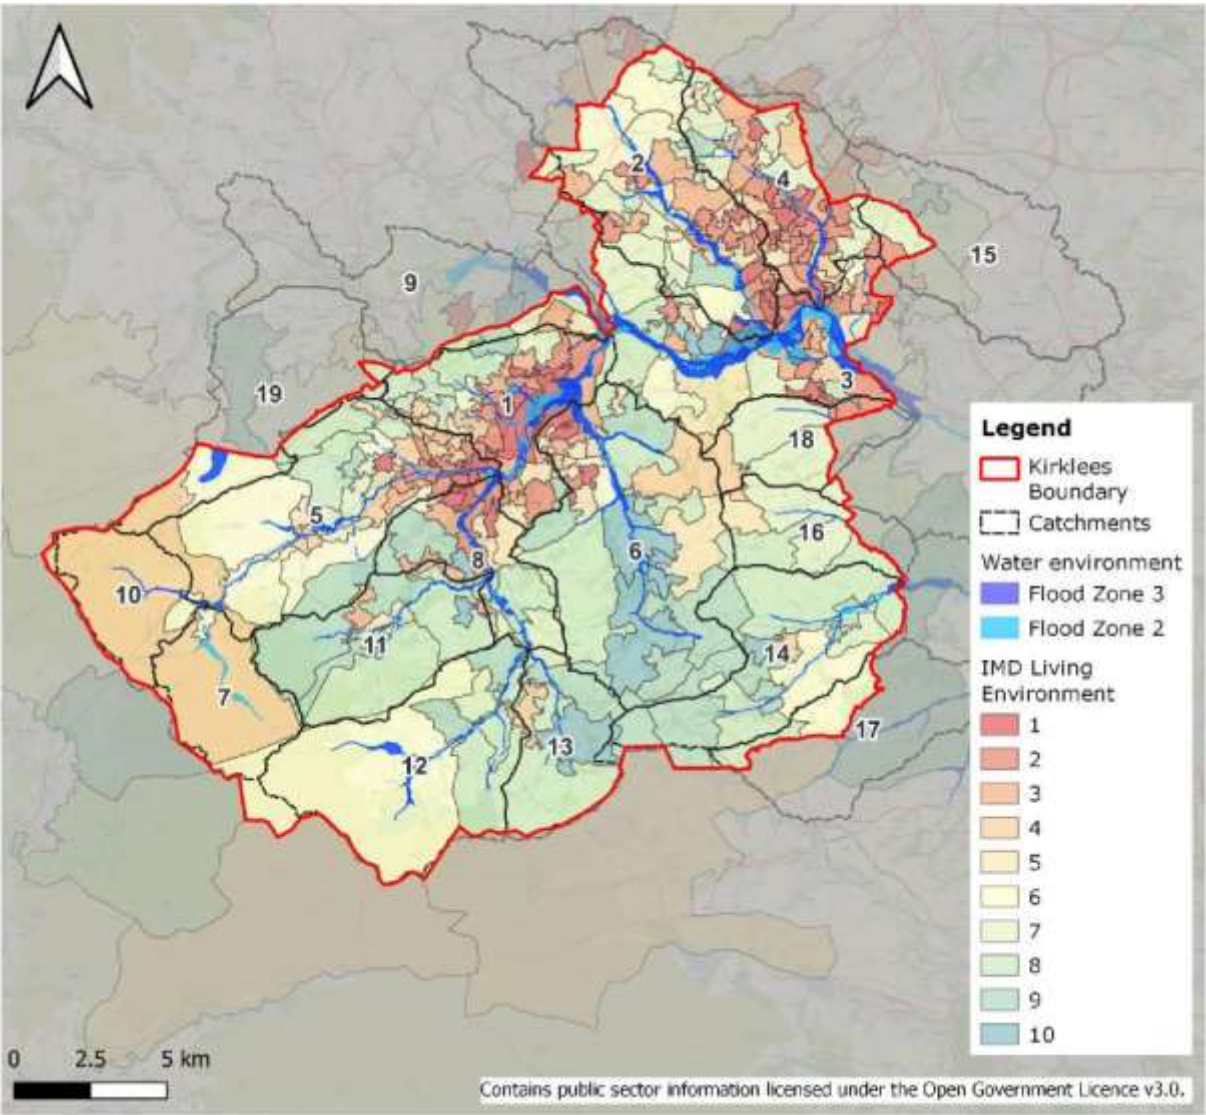 2
4
15
9
19
1
3
18
5
16
6
8
10
11
14
7
17
13
12
Legend
Kirklees
Boundary
Catchments
Water environment
Flood Zone 3
Flood Zone 2
IMD Living
Environment
1
2
3
4
5
6
7
8
9
10
0 2.5 5 km
Contains public sector information licensed under the Open Government Licence v3.0.